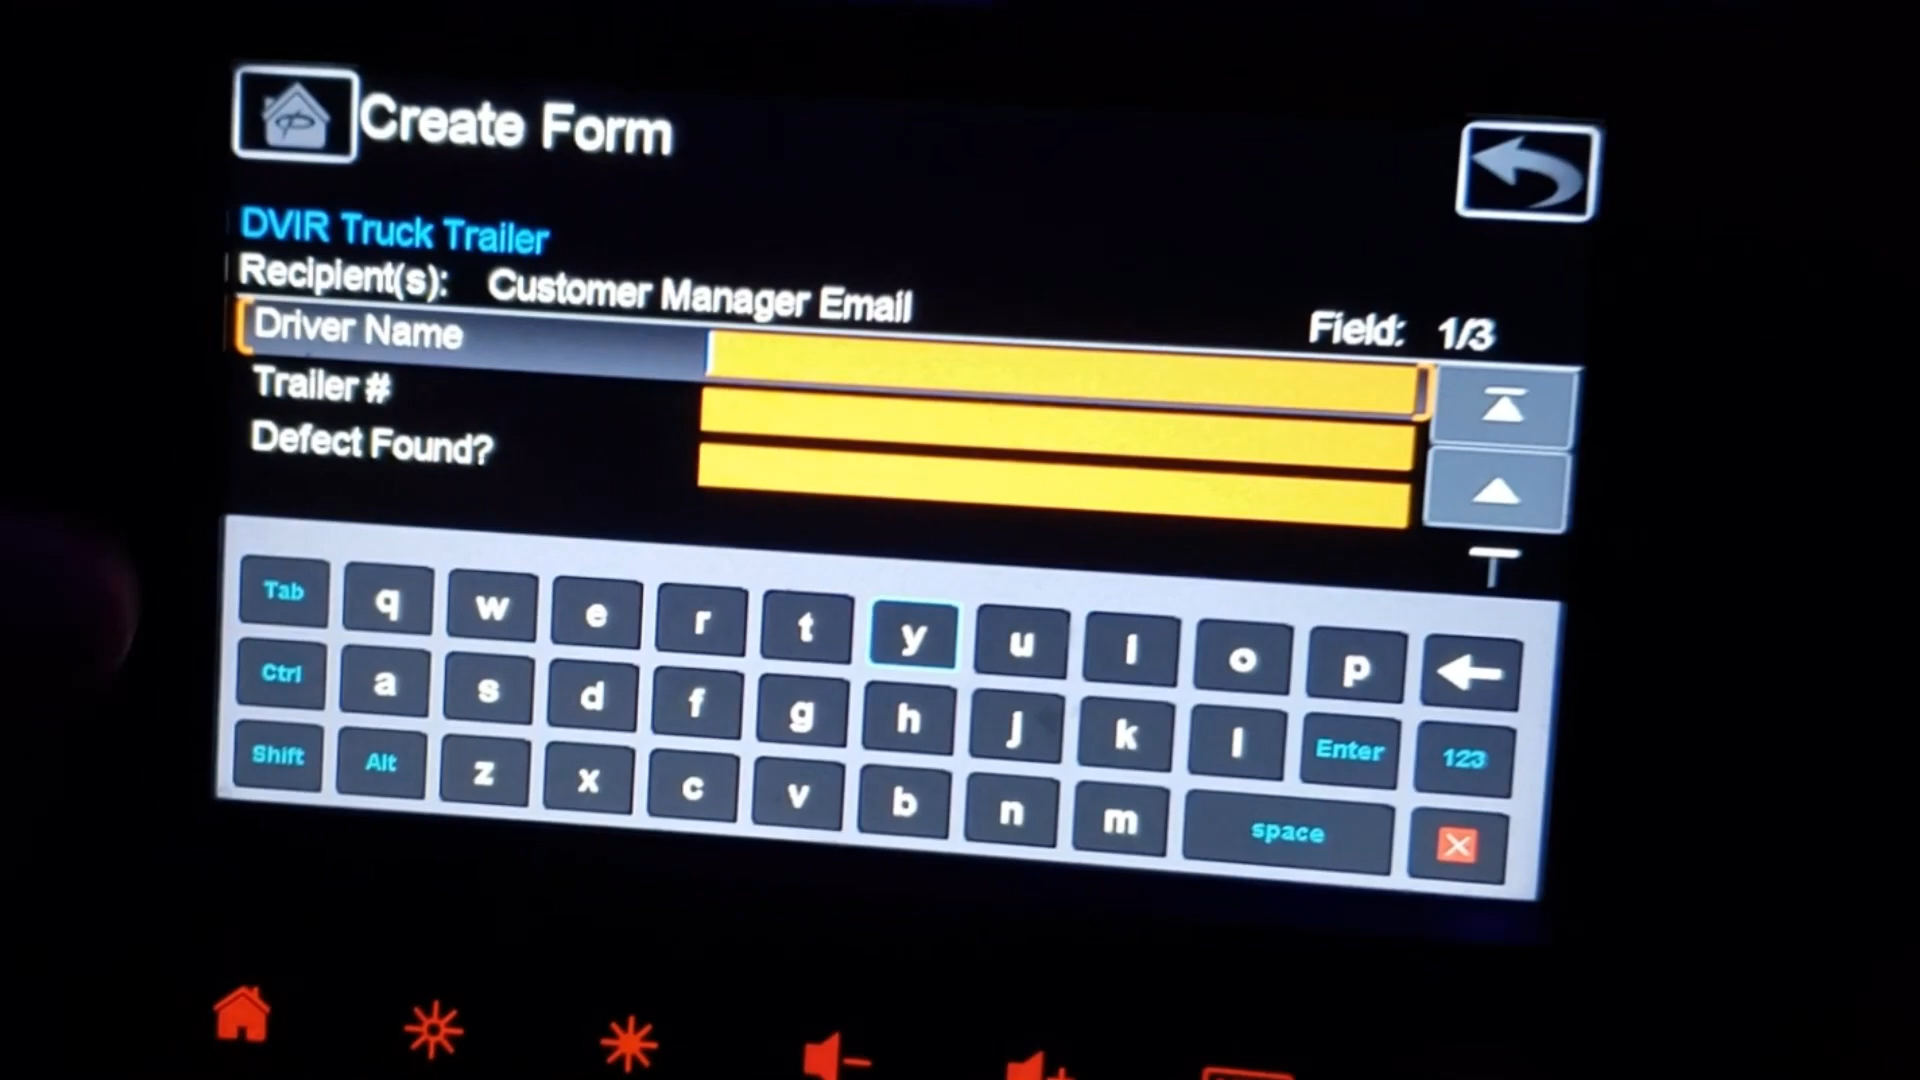 Create Form
DVIR Truck Trailer
Recipient(s): Customer Manager Email
Field: 1/3
Driver Name
Trailer #
Defect Found?
Tab q w e r t y u i o p
Ctrl a s d f g h j k l Enter 123
Shift Alt z x c v b n m space